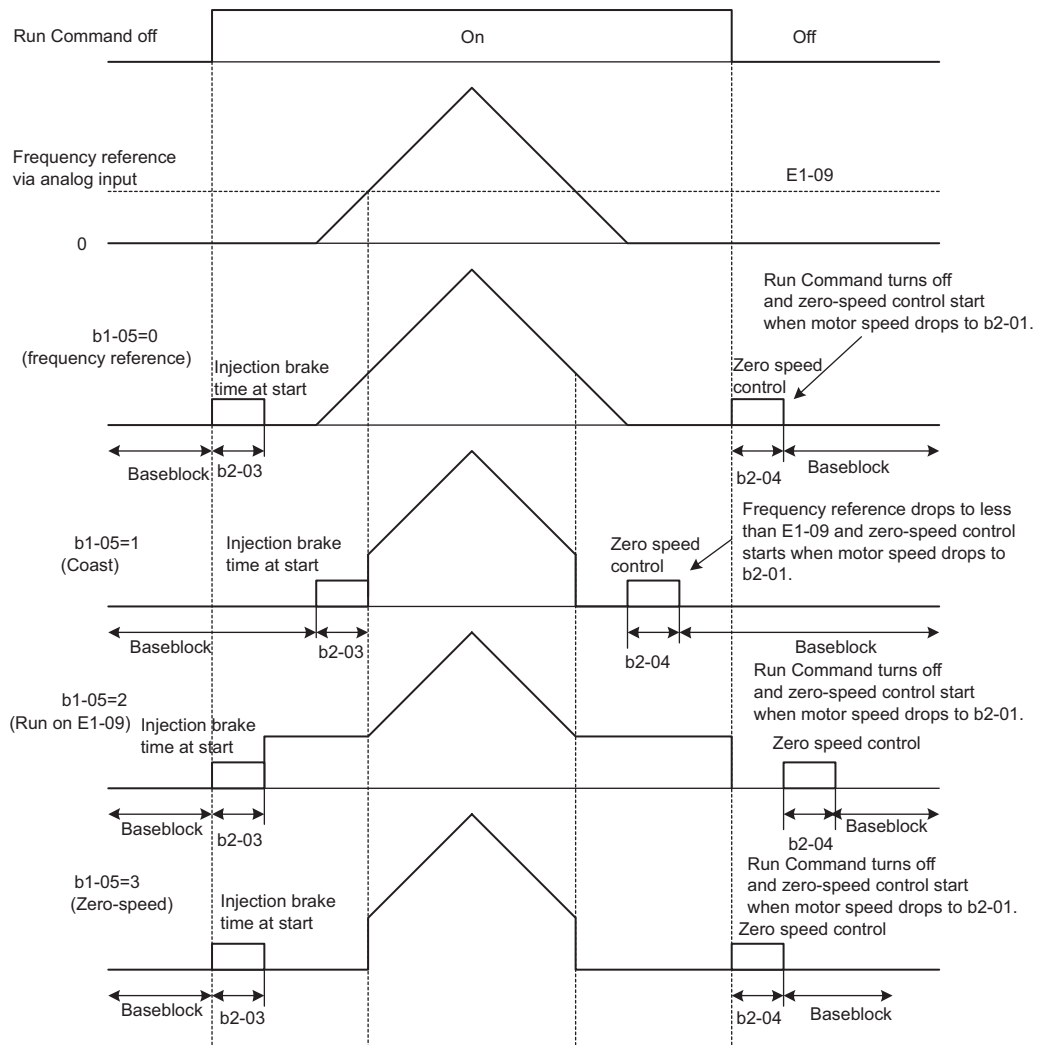 Run Command off
On
Off
Frequency reference
via analog input
E1-09
0
Run Command turns off
and zero-speed control start
when motor speed drops to b2-01.
b1-05=0
(frequency reference)
Injection brake
time at start
Zero speed
control
Baseblock
b2-03
b2-04
Baseblock
Frequency reference drops to less
than E1-09 and zero-speed control
starts when motor speed drops to
b2-01.
b1-05=1
(Coast)
Injection brake
time at start
Zero speed
control
Baseblock
b2-03
b2-04
Baseblock
Run Command turns off
and zero-speed control start
when motor speed drops to b2-01.
b1-05=2
(Run on E1-09)
Injection brake
time at start
Zero speed control
Baseblock
b2-03
b2-04
Baseblock
Run Command turns off
and zero-speed control start
when motor speed drops to b2-01.
b1-05=3
(Zero-speed)
Injection brake
time at start
Zero speed control
Baseblock
b2-03
b2-04
Baseblock